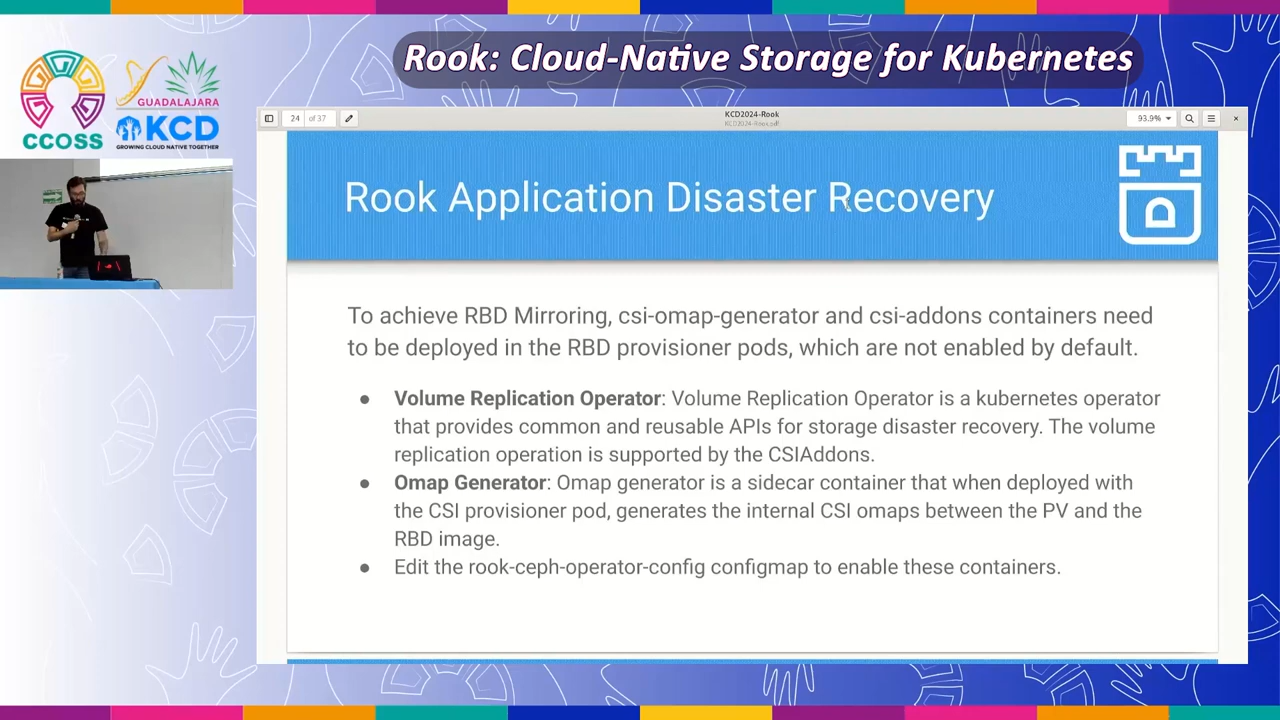 Rook: Cloud-Native Storage for Kubernetes
CCOSS
GUADALAJARA
KCD
GROWING CLOUD NATIVE TOGETHER
24 of 37
KCD2024-Rook
KCD2024-Rook.pdf
93.9%
Rook Application Disaster Recovery
To achieve RBD Mirroring, csi-omap-generator and csi-addons containers need
to be deployed in the RBD provisioner pods, which are not enabled by default.
● Volume Replication Operator: Volume Replication Operator is a kubernetes operator
that provides common and reusable APIs for storage disaster recovery. The volume
replication operation is supported by the CSIAddons.
● Omap Generator: Omap generator is a sidecar container that when deployed with
the CSI provisioner pod, generates the internal CSI omaps between the PV and the
RBD image.
● Edit the rook-ceph-operator-config configmap to enable these containers.